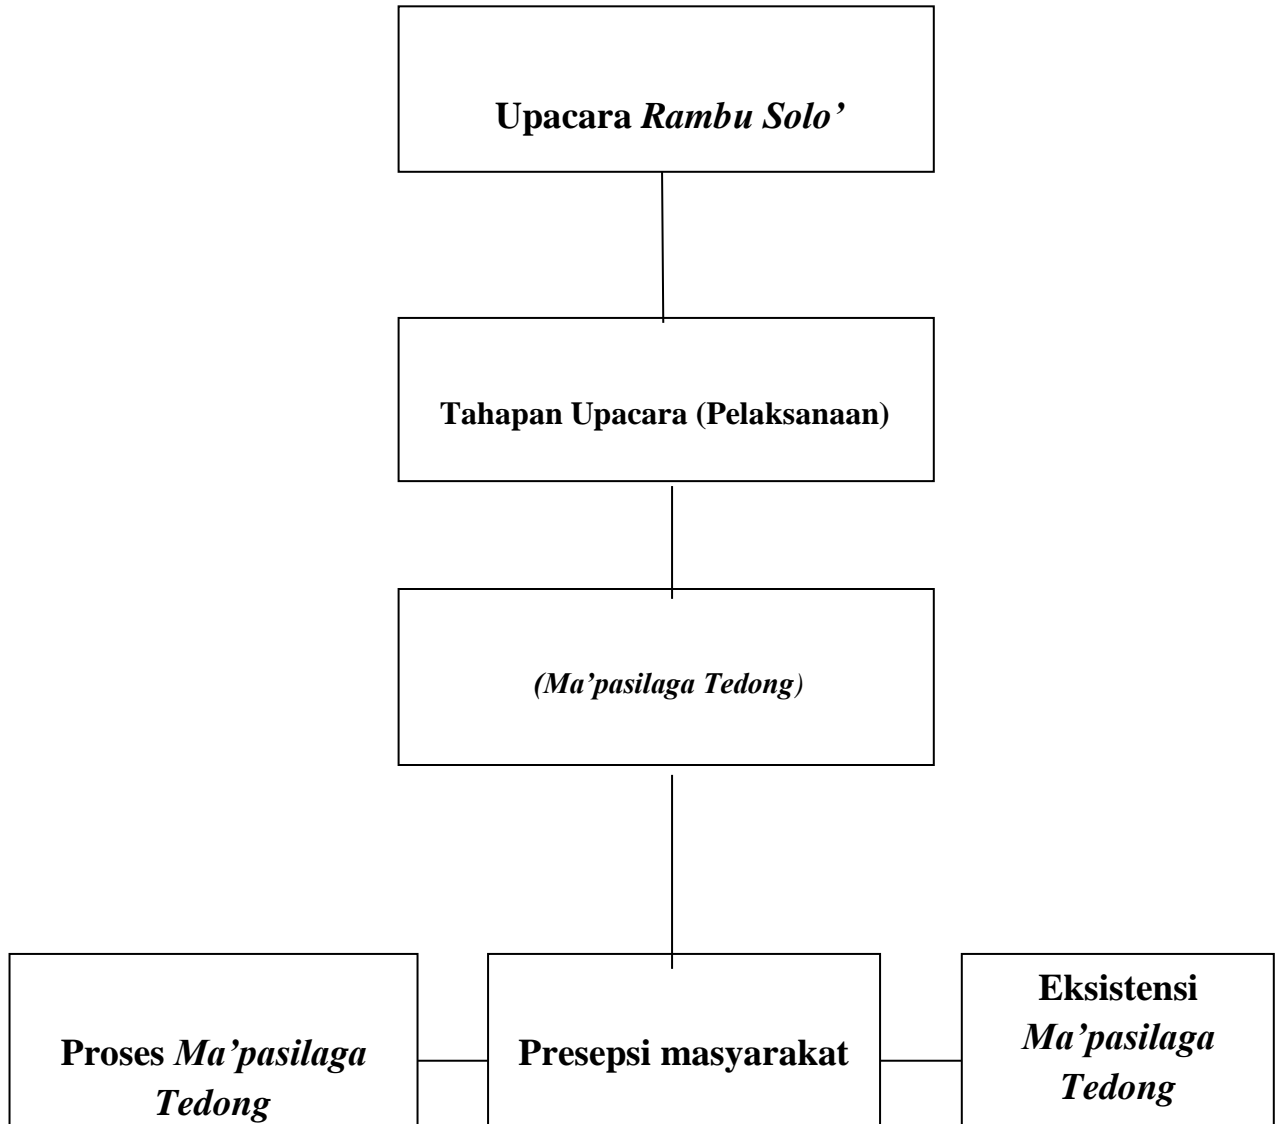 Upacara Rambu Solo’
Tahapan Upacara (Pelaksanaan)
(Ma’pasilaga Tedong)
Proses Ma’pasilaga
Tedong
Presepsi masyarakat
Eksistensi
Ma’pasilaga
Tedong